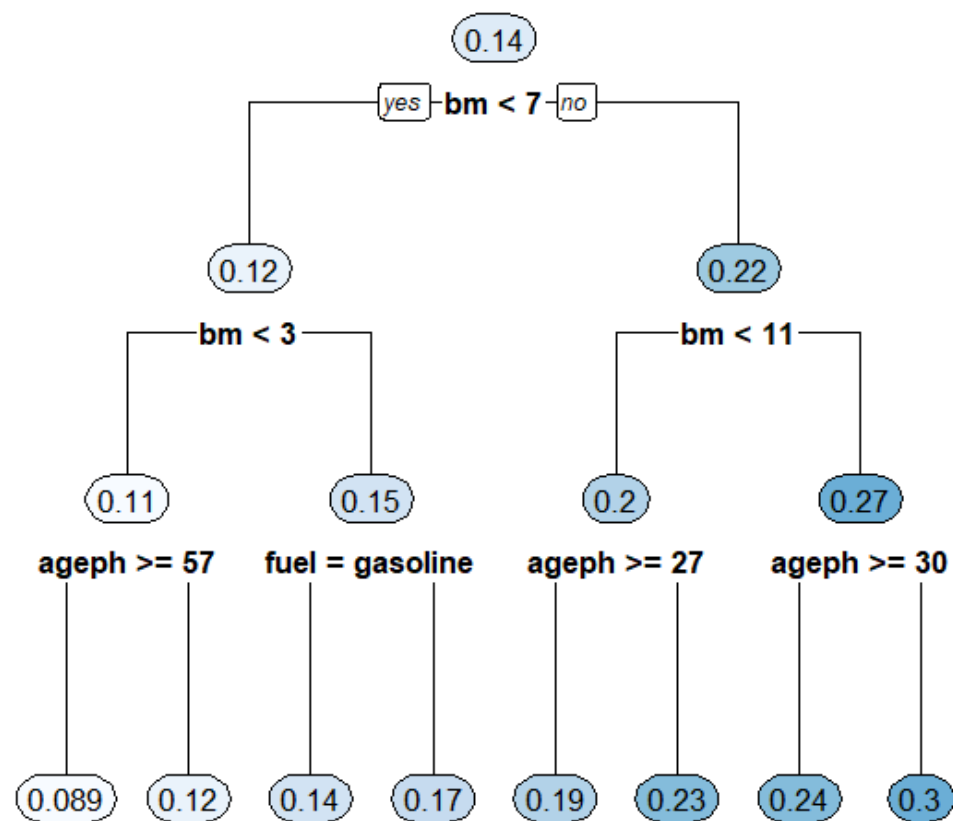 0.14
yes bm < 7 no
0.12 0.22
bm < 3 bm < 11
0.11 0.15 0.2 0.27
ageph >= 57 fuel = gasoline ageph >= 27 ageph >= 30
0.089 0.12 0.14 0.17 0.19 0.23 0.24 0.3